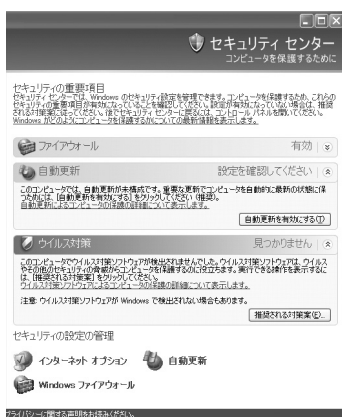 セキュリティ センター
コンピュータを保護するために
セキュリティの重要項目
セキュリティ センターでは、Windows のセキュリティ設定を管理できます。コンピュータを保護するため、これらの
セキュリティの重要項目が有効になっていることを確認してください。設定が有効になっていない場合は、推奨
される対策案に従ってください。後でセキュリティ センターに戻るには、コントロール パネルを開いてください。
Windows がどのようにコンピュータを保護するかについての最新情報を表示します。
ファイアウォール 有効
自動更新 設定を確認してください
このコンピュータでは、自動更新が未構成です。重要な更新でコンピュータを自動的に最新の状態に保
つためには、[自動更新を有効にする] をクリックしてください (推奨)。
自動更新によるコンピュータの保護の詳細について表示します。
自動更新を有効にする(T)
ウイルス対策 見つかりません
このコンピュータでウイルス対策ソフトウェアが検出されませんでした。ウイルス対策ソフトウェアは、ウイルス
やその他のセキュリティの脅威からコンピュータを保護するのに役立ちます。実行できる操作を表示するに
は、[推奨される対策案] をクリックしてください。
ウイルス対策ソフトウェアによるコンピュータの保護の詳細について表示します。
注意: ウイルス対策ソフトウェアが Windows で検出されない場合もあります。
推奨される対策案(E)...
セキュリティの設定の管理
インターネット オプション 自動更新
Windows ファイアウォール
プライバシーに関する声明をお読みください。